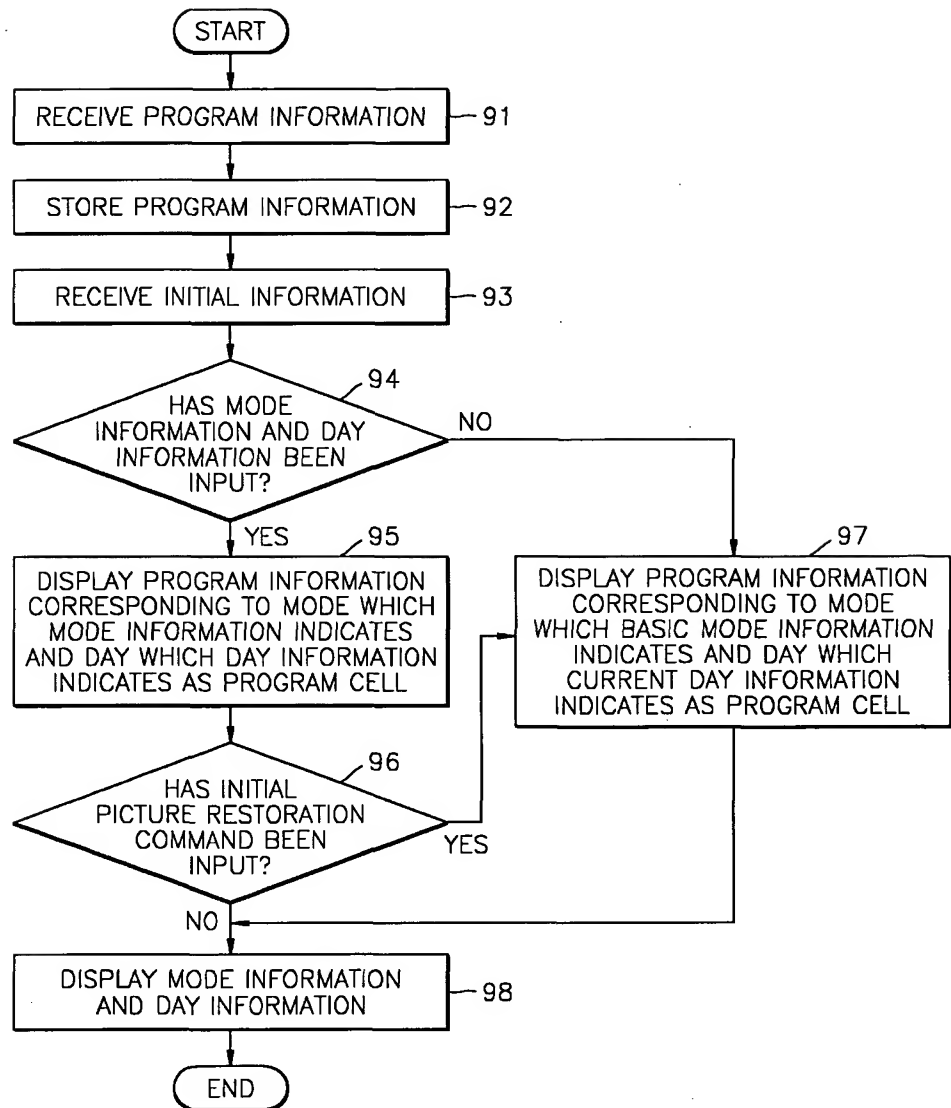 START
RECEIVE PROGRAM INFORMATION
91
STORE PROGRAM INFORMATION
92
RECEIVE INITIAL INFORMATION
93
94
HAS MODE
INFORMATION AND DAY
INFORMATION BEEN
INPUT?
NO
YES
95
DISPLAY PROGRAM INFORMATION
CORRESPONDING TO MODE WHICH
MODE INFORMATION INDICATES
AND DAY WHICH DAY INFORMATION
INDICATES AS PROGRAM CELL
97
DISPLAY PROGRAM INFORMATION
CORRESPONDING TO MODE
WHICH BASIC MODE INFORMATION
INDICATES AND DAY WHICH
CURRENT DAY INFORMATION
INDICATES AS PROGRAM CELL
96
HAS INITIAL
PICTURE RESTORATION
COMMAND BEEN
INPUT?
YES
NO
DISPLAY MODE INFORMATION
AND DAY INFORMATION
98
END